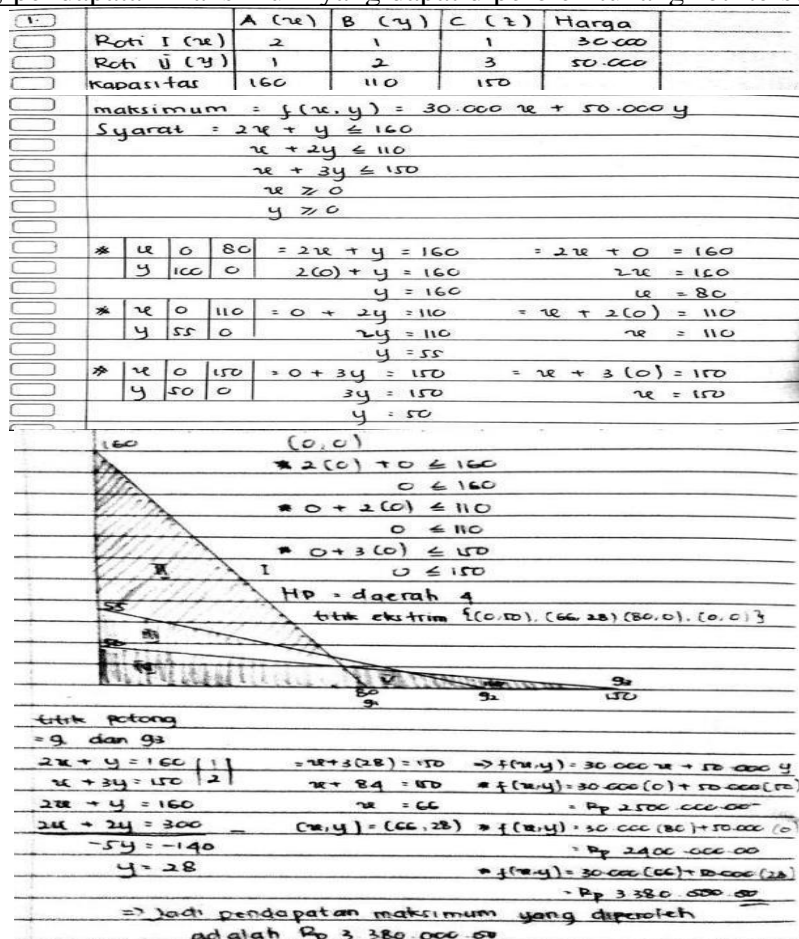 1. A (x) B (y) C (z) Harga
Roti I (x) 2 1 1 30.000
Roti II (y) 1 2 3 50.000
Kapasitas 160 110 150
maksimum = f(x,y) = 30.000 x + 50.000 y
Syarat = 2x + y ≤ 160
x + 2y ≤ 110
x + 3y ≤ 150
x ≥ 0
y ≥ 0
* x 0 80 = 2x + y = 160 = 2x + 0 = 160
y 160 0 2(0) + y = 160 2x = 160
y = 160 x = 80
* x 0 110 = 0 + 2y = 110 = x + 2(0) = 110
y 55 0 2y = 110 x = 110
y = 55
* x 0 150 = 0 + 3y = 150 = x + 3(0) = 150
y 50 0 3y = 150 x = 150
y = 50
160 (0,0)
* 2(0) + 0 ≤ 160
0 ≤ 160
* 0 + 2(0) ≤ 110
0 ≤ 110
* 0 + 3(0) ≤ 150
II I 0 ≤ 150
HP = daerah 4
55 titik ekstrim {(0,50), (66,28) (80,0), (0,0)}
III
50
V
80 g2 g3
g1 150
titik potong
= g1 dan g3
2x + y = 160 |1| = x + 3(28) = 150 → f(x,y) = 30.000 x + 50.000 y
x + 3y = 150 |2| x + 84 = 150 * f(x,y) = 30.000 (0) + 50.000 (50)
2x + y = 160 x = 66 = Rp 2500.000.00
2x + 2y = 300 - (x,y) = (66,28) * f(x,y) = 30.000 (80) + 50.000 (0)
-5y = -140 = Rp 2400.000.00
y = 28 * f(x,y) = 30.000 (66) + 50.000 (28)
= Rp 3.380.000.00
=> Jadi pendapatan maksimum yang diperoleh
adalah Rp 3.380.000.00